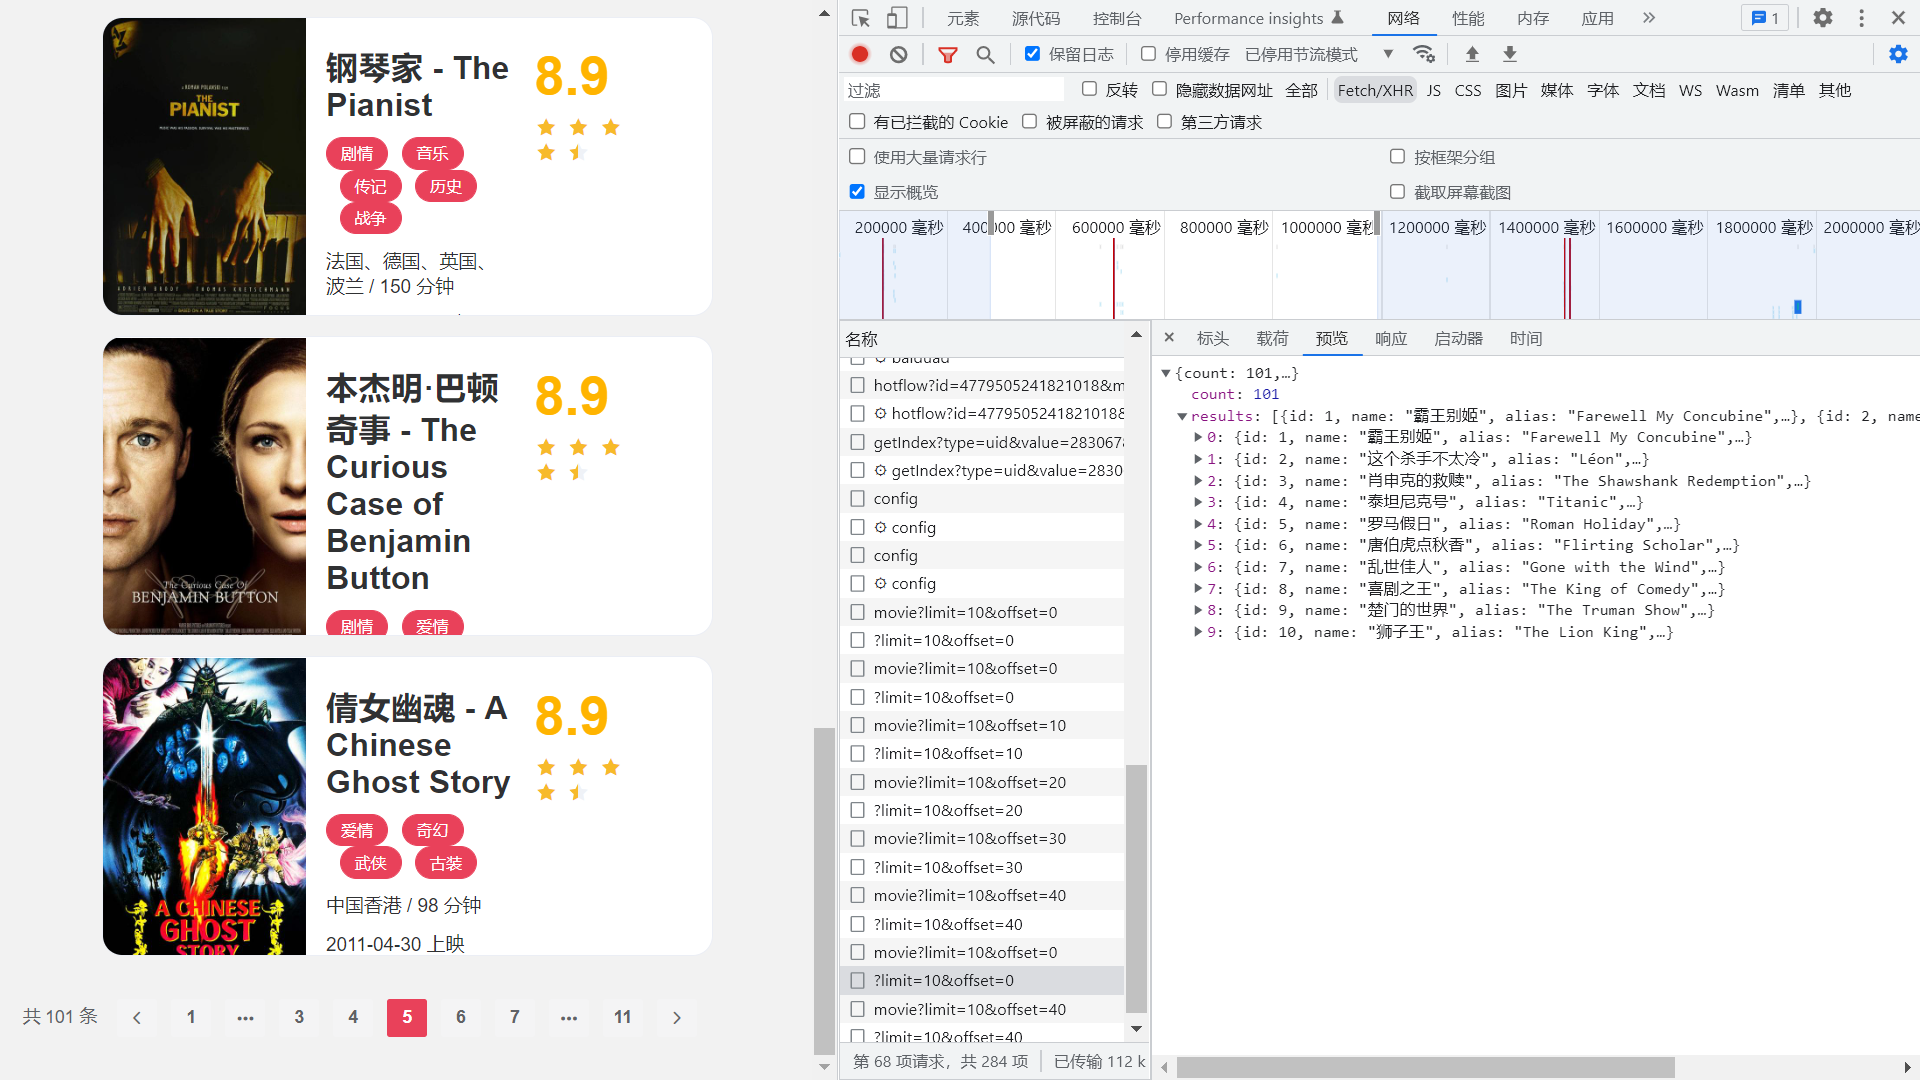 THE
PIANIST
钢琴家 - The
Pianist
剧情 音乐
传记 历史
战争
法国、德国、英国、
波兰 / 150 分钟
8.9
The Curious Case Of
BENJAMIN BUTTON
本杰明·巴顿
奇事 - The
Curious
Case of
Benjamin
Button
剧情 爱情
8.9
A CHINESE
GHOST
STORY
倩女幽魂 - A
Chinese
Ghost Story
爱情 奇幻
武侠 古装
中国香港 / 98 分钟
2011-04-30 上映
8.9
共 101 条 1 ••• 3 4 5 6 7 ••• 11
元素 源代码 控制台 Performance insights 网络 性能 内存 应用 1
保留日志 停用缓存 已停用节流模式
过滤 反转 隐藏数据网址 全部 Fetch/XHR JS CSS 图片 媒体 字体 文档 WS Wasm 清单 其他
有已拦截的 Cookie 被屏蔽的请求 第三方请求
使用大量请求行 按框架分组
显示概览 截取屏幕截图
200000 毫秒 400 00 毫秒 600000 毫秒 800000 毫秒 1000000 毫秒 1200000 毫秒 1400000 毫秒 1600000 毫秒 1800000 毫秒 2000000 毫秒
名称
baiduad
hotflow?id=4779505241821018&m
hotflow?id=4779505241821018&
getIndex?type=uid&value=283067
getIndex?type=uid&value=2830
config
config
config
config
movie?limit=10&offset=0
?limit=10&offset=0
movie?limit=10&offset=0
?limit=10&offset=0
movie?limit=10&offset=10
?limit=10&offset=10
movie?limit=10&offset=20
?limit=10&offset=20
movie?limit=10&offset=30
?limit=10&offset=30
movie?limit=10&offset=40
?limit=10&offset=40
movie?limit=10&offset=0
?limit=10&offset=0
movie?limit=10&offset=40
?limit=10&offset=40
第 68 项请求，共 284 项 已传输 112 k
标头 载荷 预览 响应 启动器 时间
{count: 101,…}
count: 101
results: [{id: 1, name: "霸王别姬", alias: "Farewell My Concubine",…}, {id: 2, name
0: {id: 1, name: "霸王别姬", alias: "Farewell My Concubine",…}
1: {id: 2, name: "这个杀手不太冷", alias: "Léon",…}
2: {id: 3, name: "肖申克的救赎", alias: "The Shawshank Redemption",…}
3: {id: 4, name: "泰坦尼克号", alias: "Titanic",…}
4: {id: 5, name: "罗马假日", alias: "Roman Holiday",…}
5: {id: 6, name: "唐伯虎点秋香", alias: "Flirting Scholar",…}
6: {id: 7, name: "乱世佳人", alias: "Gone with the Wind",…}
7: {id: 8, name: "喜剧之王", alias: "The King of Comedy",…}
8: {id: 9, name: "楚门的世界", alias: "The Truman Show",…}
9: {id: 10, name: "狮子王", alias: "The Lion King",…}